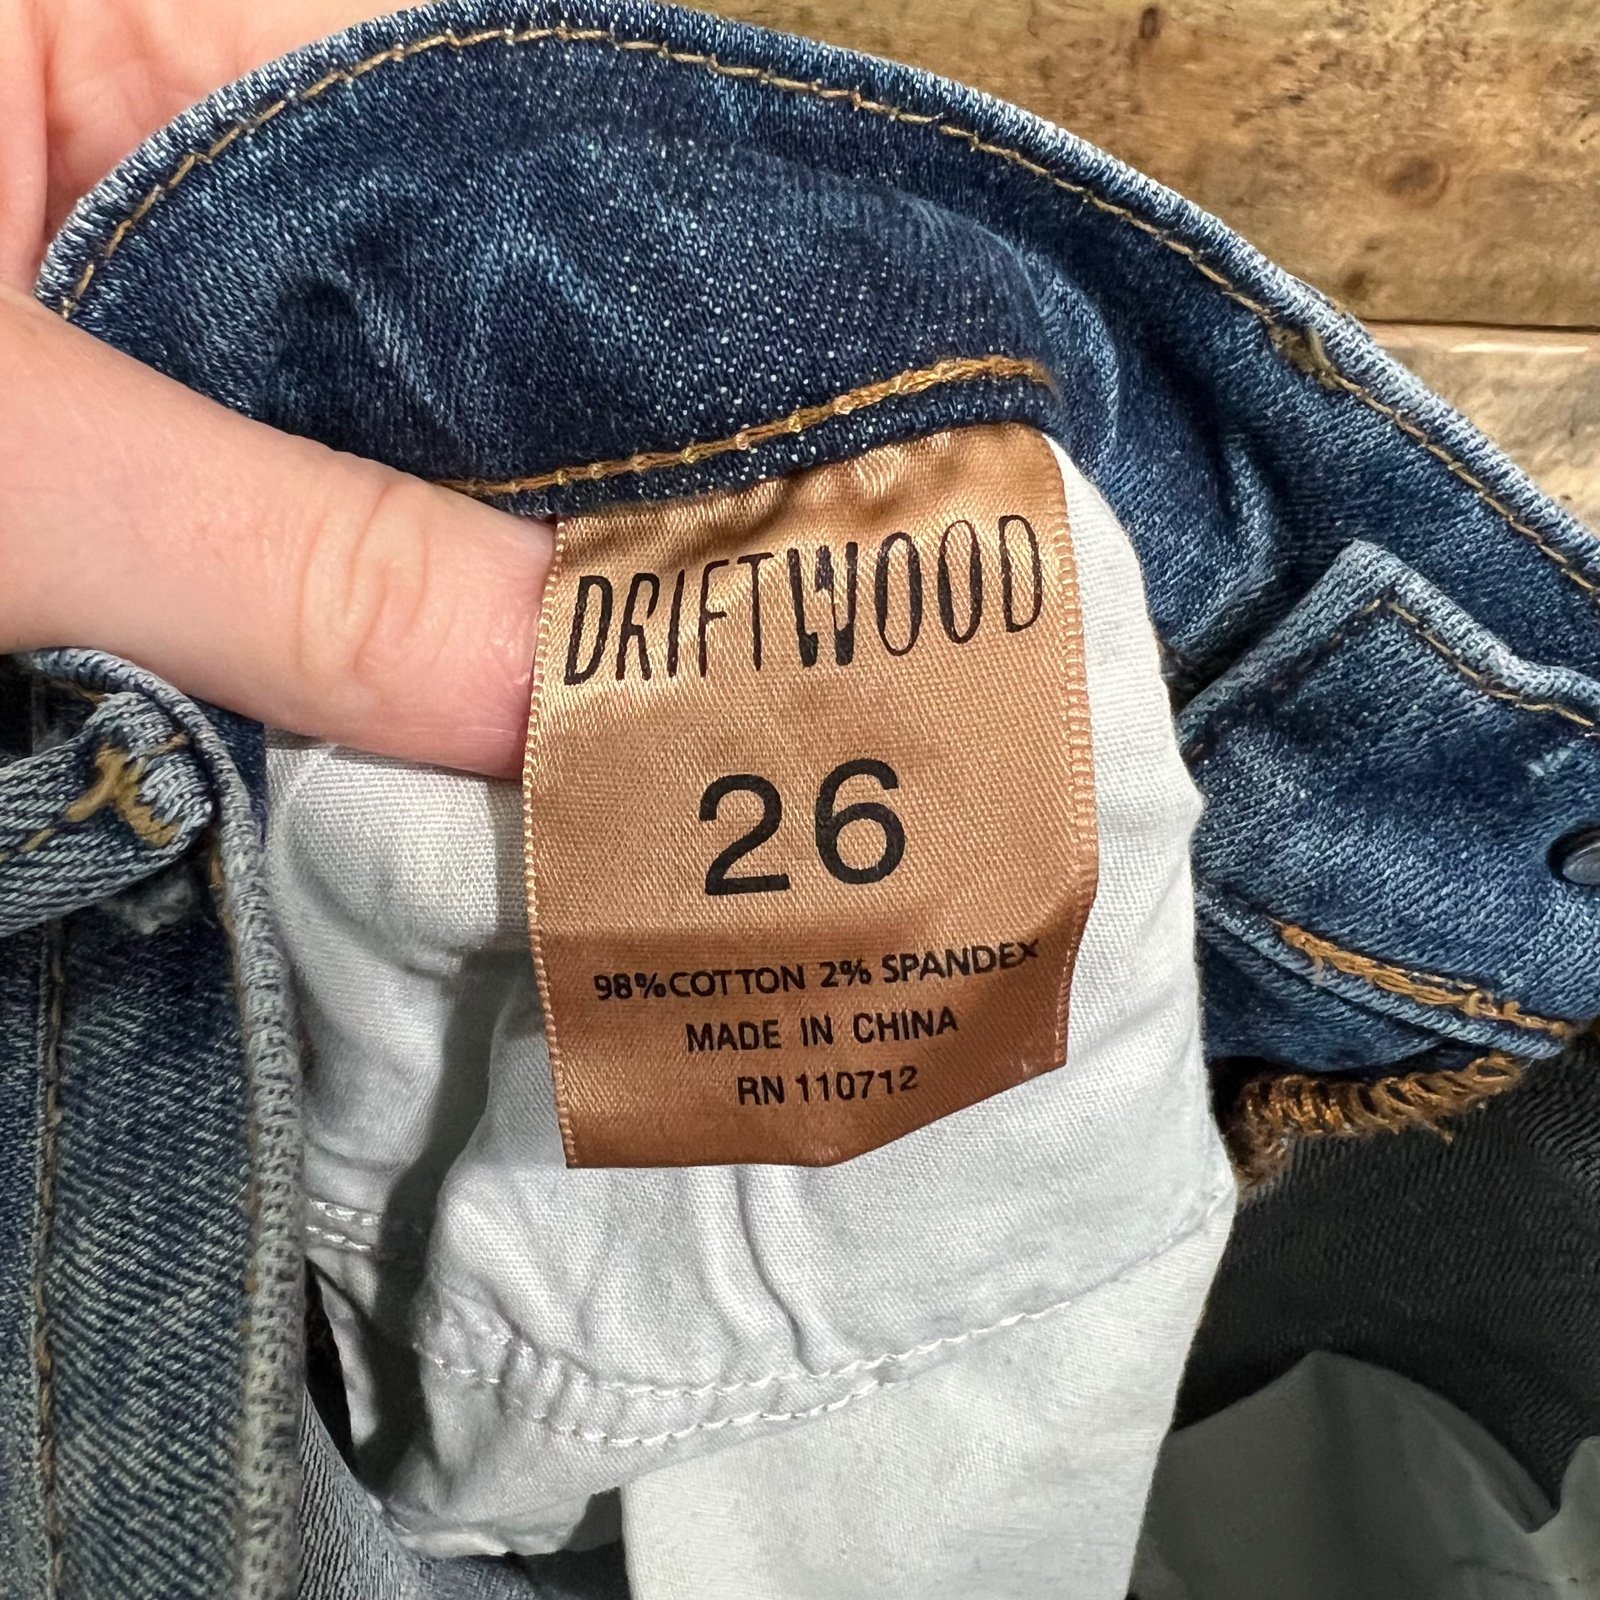 DRIFTWOOD
26
98%COTTON 2% SPANDEX
MADE IN CHINA
RN 110712